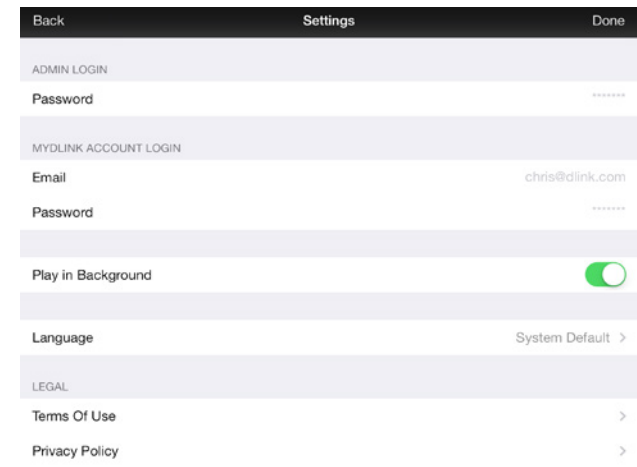 Back Settings Done
ADMIN LOGIN
Password *******
MYDLINK ACCOUNT LOGIN
Email chris@dlink.com
Password *******
Play in Background
Language System Default >
LEGAL
Terms Of Use >
Privacy Policy >